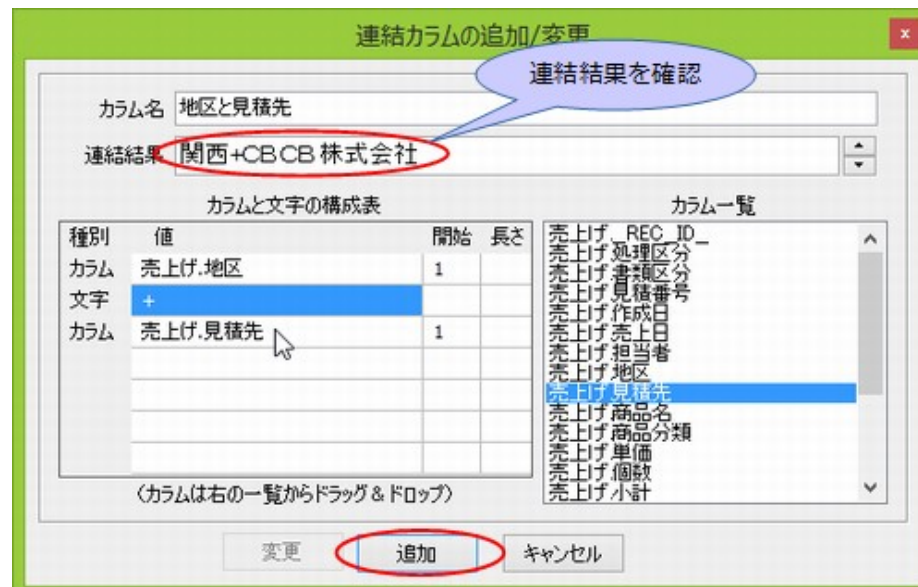 連結カラムの追加/変更
x
連結結果を確認
カラム名 地区と見積先
連結結果 関西+CBCB株式会社
カラムと文字の構成表
種別 値 開始 長さ
カラム 売上げ.地区 1
文字 +
カラム 売上げ.見積先 1
(カラムは右の一覧からドラッグ&ドロップ)
カラム一覧
売上げ._REC_ID_
売上げ.処理区分
売上げ.書類区分
売上げ.見積番号
売上げ.作成日
売上げ.売上日
売上げ.担当者
売上げ.地区
売上げ.見積先
売上げ.商品名
売上げ.商品分類
売上げ.単価
売上げ.個数
売上げ.小計
変更 追加 キャンセル